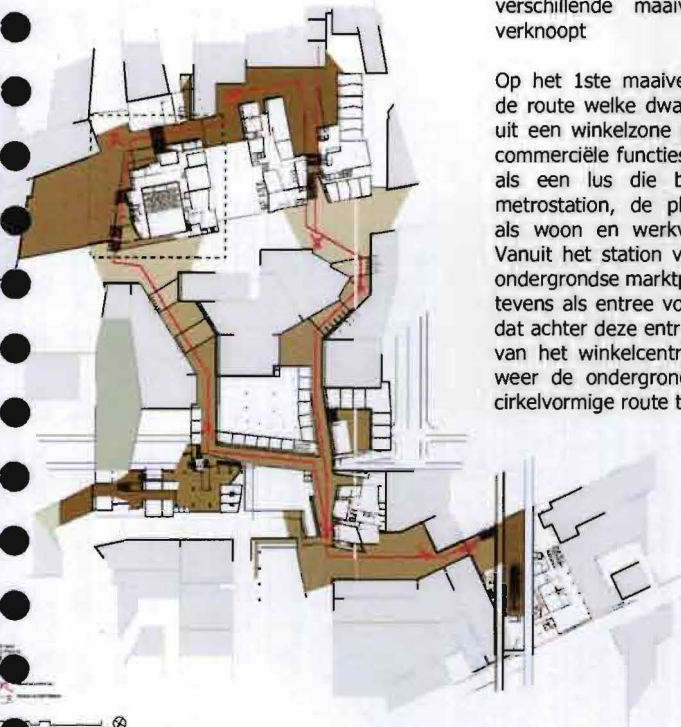 verschillende maaiv
verknoopt
Op het 1ste maaive
de route welke dwa
uit een winkelzone
commerciële functies
als een lus die b
metrostation, de pl
als woon en werkv
Vanuit het station v
ondergrondse marktp
tevens als entree vo
dat achter deze entr
van het winkelcentr
weer de ondergron
cirkelvormige route t